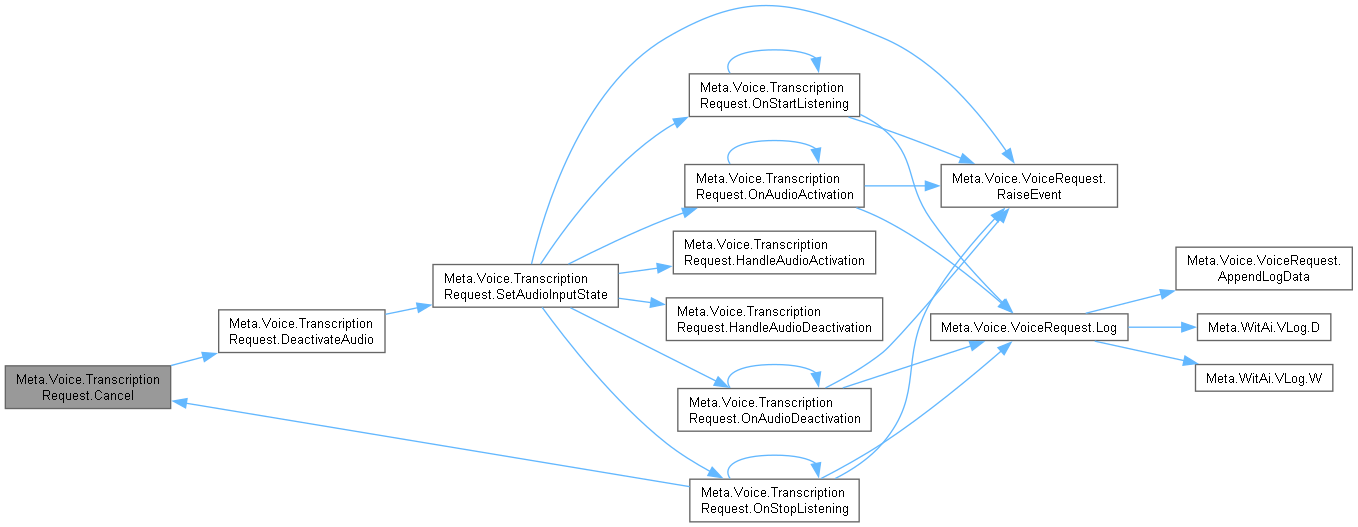 Meta.Voice.Transcription
Request.Cancel
Meta.Voice.Transcription
Request.DeactivateAudio
Meta.Voice.Transcription
Request.SetAudioInputState
Meta.Voice.Transcription
Request.OnStartListening
Meta.Voice.Transcription
Request.OnAudioActivation
Meta.Voice.Transcription
Request.HandleAudioActivation
Meta.Voice.Transcription
Request.HandleAudioDeactivation
Meta.Voice.Transcription
Request.OnAudioDeactivation
Meta.Voice.Transcription
Request.OnStopListening
Meta.Voice.VoiceRequest.
RaiseEvent
Meta.Voice.VoiceRequest.Log
Meta.Voice.VoiceRequest.
AppendLogData
Meta.WitAi.VLog.D
Meta.WitAi.VLog.W